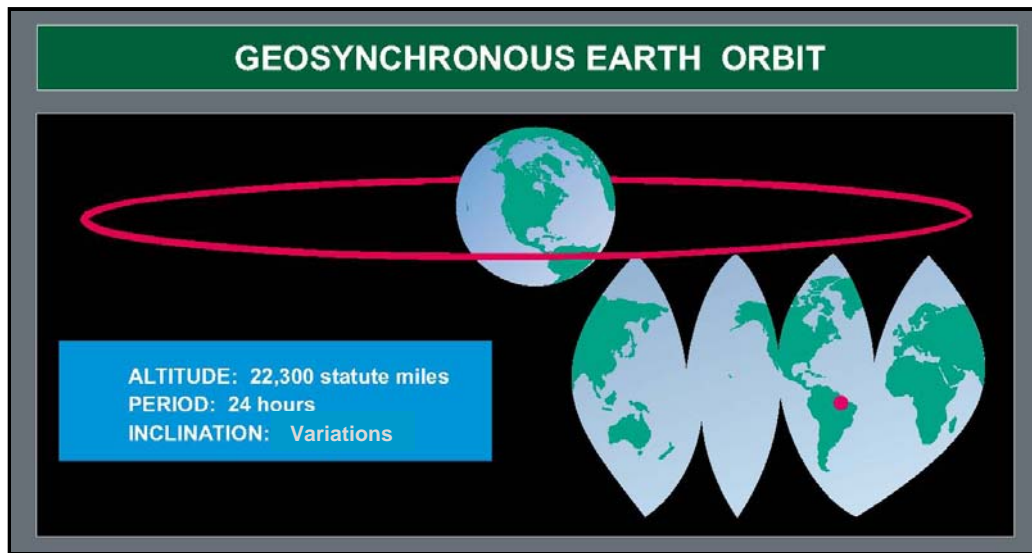 GEOSYNCHRONOUS EARTH ORBIT
ALTITUDE: 22,300 statute miles
PERIOD: 24 hours
INCLINATION: Variations